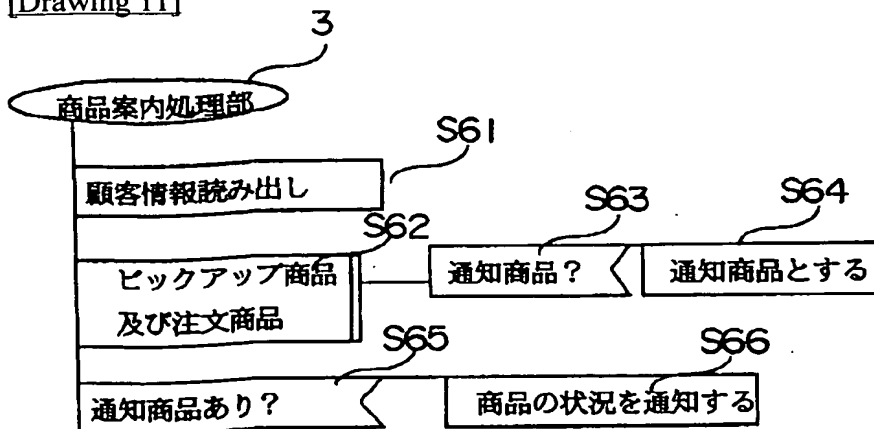 [Drawing 11]
3
商品案内処理部
S61
顧客情報読み出し
S62
ピックアップ商品
及び注文商品
S63
通知商品?
S64
通知商品とする
S65
通知商品あり?
S66
商品の状況を通知する